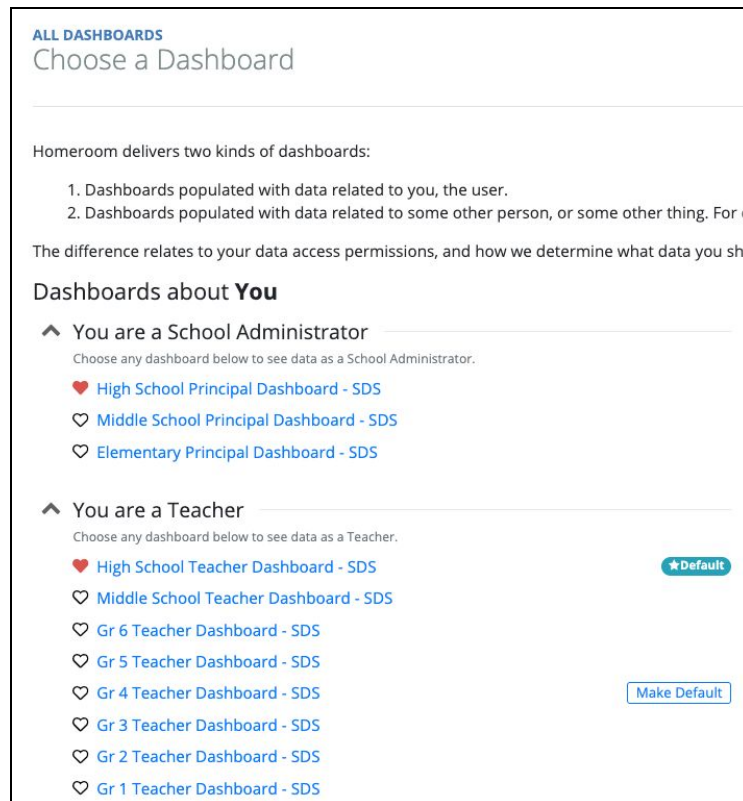 ALL DASHBOARDS
Choose a Dashboard
Homeroom delivers two kinds of dashboards:
1. Dashboards populated with data related to you, the user.
2. Dashboards populated with data related to some other person, or some other thing. For
The difference relates to your data access permissions, and how we determine what data you sh
Dashboards about You
You are a School Administrator
Choose any dashboard below to see data as a School Administrator.
High School Principal Dashboard - SDS
Middle School Principal Dashboard - SDS
Elementary Principal Dashboard - SDS
You are a Teacher
Choose any dashboard below to see data as a Teacher.
High School Teacher Dashboard - SDS ★Default
Middle School Teacher Dashboard - SDS
Gr 6 Teacher Dashboard - SDS
Gr 5 Teacher Dashboard - SDS
Gr 4 Teacher Dashboard - SDS Make Default
Gr 3 Teacher Dashboard - SDS
Gr 2 Teacher Dashboard - SDS
Gr 1 Teacher Dashboard - SDS